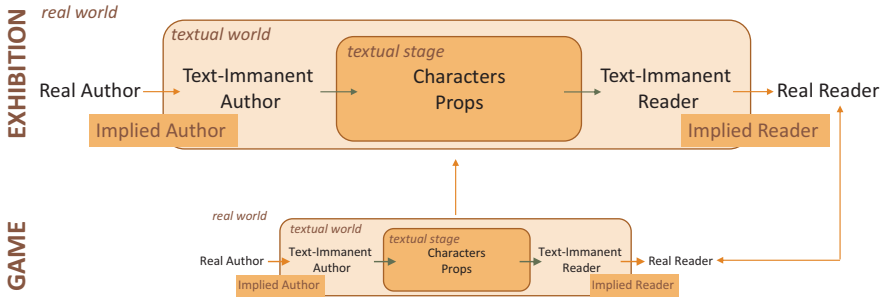 EXHIBITION
real world
textual world
textual stage
Real Author
Text-Immanent
Author
Characters
Props
Text-Immanent
Reader
Real Reader
Implied Author
Implied Reader
GAME
real world
textual world
textual stage
Real Author
Text-Immanent
Author
Characters
Props
Text-Immanent
Reader
Real Reader
Implied Author
Implied Reader